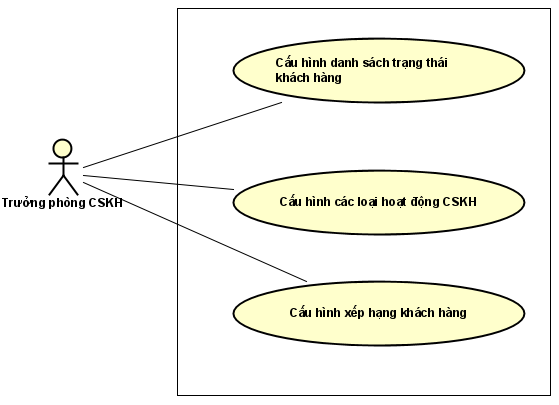 Cấu hình danh sách trạng thái
khách hàng
Trưởng phòng CSKH
Cấu hình các loại hoạt động CSKH
Cấu hình xếp hạng khách hàng